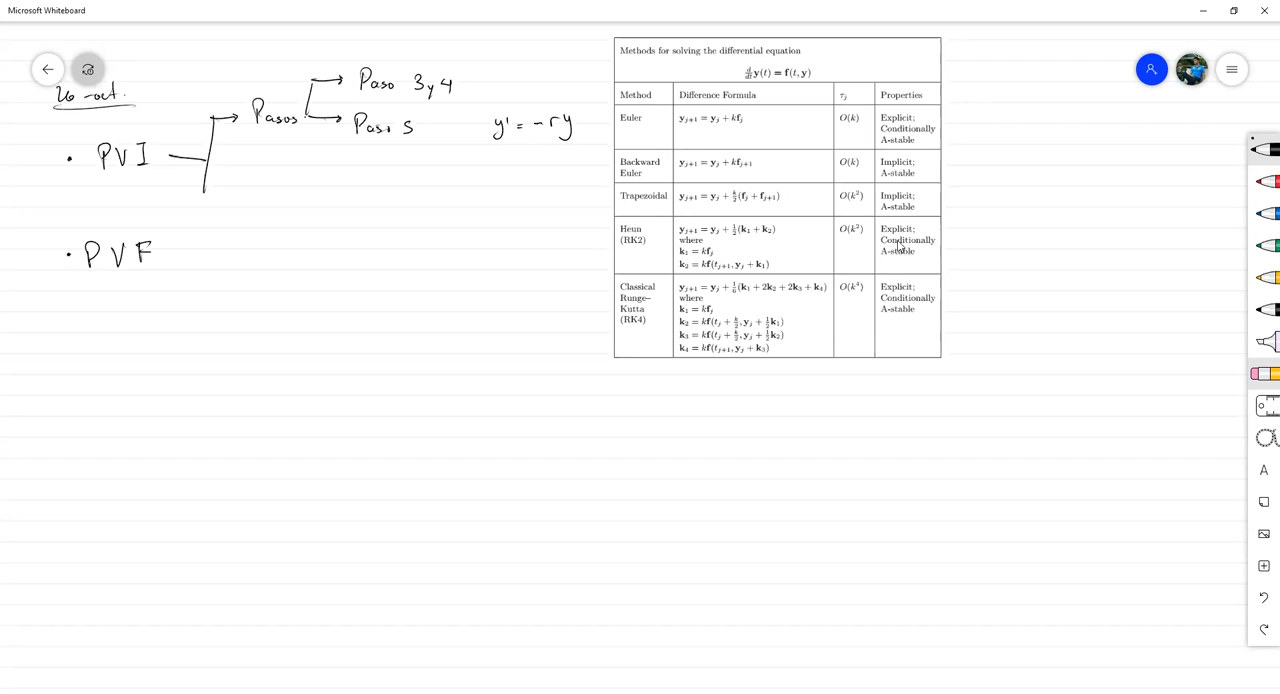 Microsoft Whiteboard
26-oct.
• PVI
Pasos
Paso 3 y 4
Paso 5
y' = -ry
• PVF
Methods for solving the differential equation
d/dt y(t) = f(t, y)
Method Difference Formula τⱼ Properties
Euler yⱼ₊₁ = yⱼ + kfⱼ O(k) Explicit;
Conditionally
A-stable
Backward yⱼ₊₁ = yⱼ + kfⱼ₊₁ O(k) Implicit;
Euler A-stable
Trapezoidal yⱼ₊₁ = yⱼ + k/2 (fⱼ + fⱼ₊₁) O(k²) Implicit;
A-stable
Heun yⱼ₊₁ = yⱼ + 1/2 (k₁ + k₂) O(k²) Explicit;
(RK2) where Conditionally
k₁ = kfⱼ A-stable
k₂ = kf(tⱼ₊₁, yⱼ + k₁)
Classical yⱼ₊₁ = yⱼ + 1/6 (k₁ + 2k₂ + 2k₃ + k₄) O(k⁴) Explicit;
Runge– where Conditionally
Kutta k₁ = kfⱼ A-stable
(RK4) k₂ = kf(tⱼ + k/2, yⱼ + 1/2 k₁)
k₃ = kf(tⱼ + k/2, yⱼ + 1/2 k₂)
k₄ = kf(tⱼ₊₁, yⱼ + k₃)
A